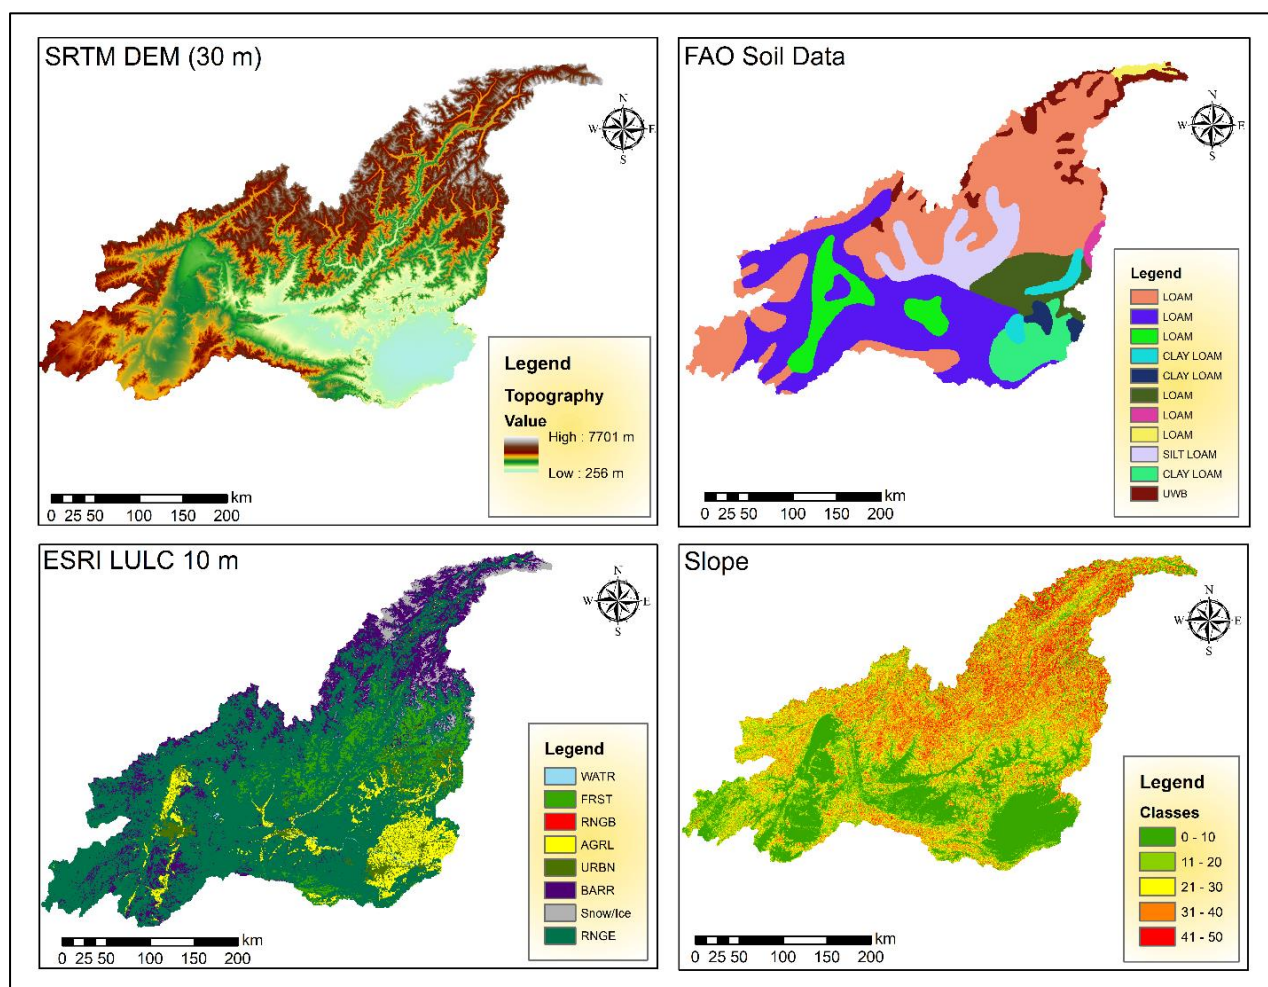 SRTM DEM (30 m)
N
W E
S
Legend
Topography
Value
High : 7701 m
Low : 256 m
km
0 25 50 100 150 200
FAO Soil Data
N
W E
S
Legend
LOAM
LOAM
LOAM
CLAY LOAM
CLAY LOAM
LOAM
LOAM
LOAM
SILT LOAM
CLAY LOAM
UWB
km
0 25 50 100 150 200
ESRI LULC 10 m
N
W E
S
Legend
WATR
FRST
RNGB
AGRL
URBN
BARR
Snow/Ice
RNGE
km
0 25 50 100 150 200
Slope
N
W E
S
Legend
Classes
0 - 10
11 - 20
21 - 30
31 - 40
41 - 50
km
0 25 50 100 150 200